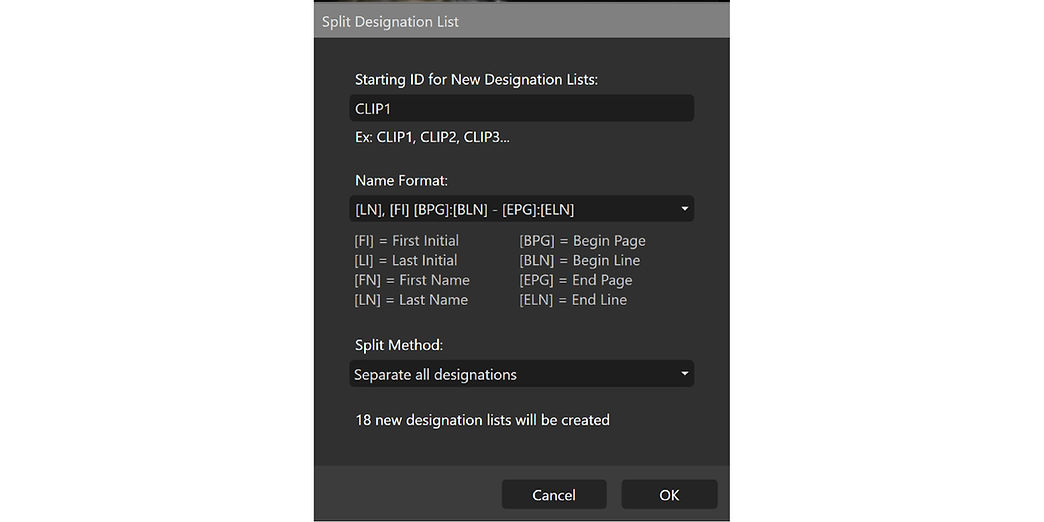 Split Designation List
Starting ID for New Designation Lists:
CLIP1
Ex: CLIP1, CLIP2, CLIP3...
Name Format:
[LN], [FI] [BPG]:[BLN] - [EPG]:[ELN]
[FI] = First Initial
[LI] = Last Initial
[FN] = First Name
[LN] = Last Name
[BPG] = Begin Page
[BLN] = Begin Line
[EPG] = End Page
[ELN] = End Line
Split Method:
Separate all designations
18 new designation lists will be created
Cancel
OK